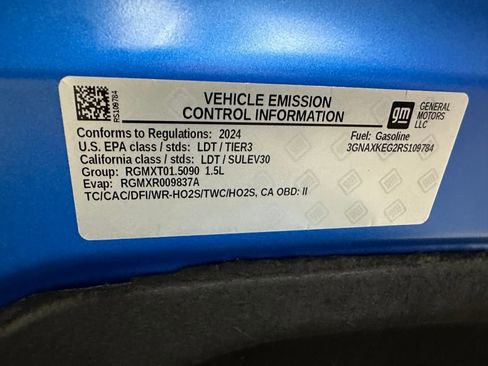 RS109784
VEHICLE EMISSION
CONTROL INFORMATION
gm
GENERAL
MOTORS
LLC
Conforms to Regulations: 2024
Fuel: Gasoline
U.S. EPA class / stds: LDT / TIER3
3GNAXKEG2RS109784
California class / stds: LDT / SULEV30
Group: RGMXT01.5090 1.5L
Evap: RGMXR009837A
TC/CAC/DFI/WR-HO2S/TWC/HO2S, CA OBD: II